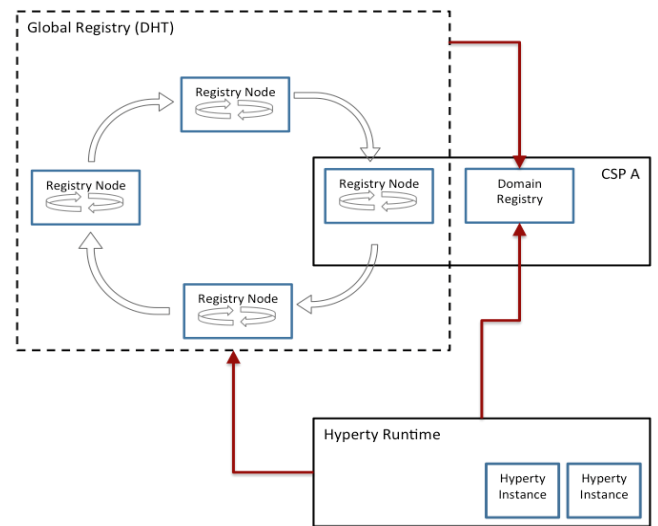 Global Registry (DHT)
Registry Node
Registry Node
Registry Node
Registry Node
CSP A
Domain
Registry
Hyperty Runtime
Hyperty
Instance
Hyperty
Instance